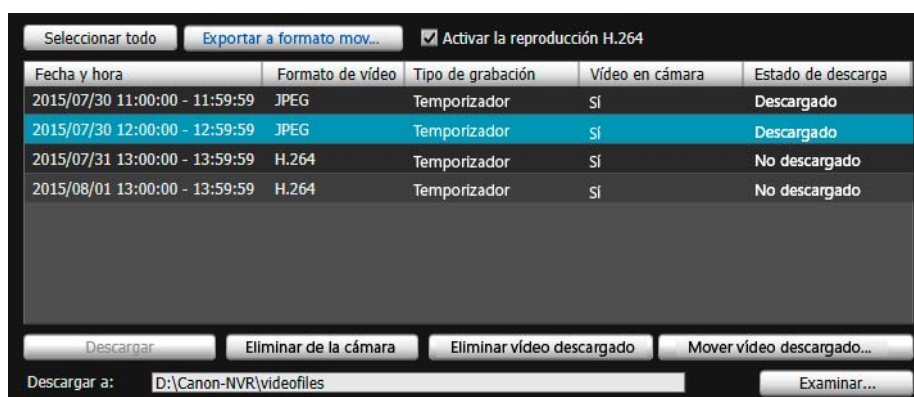 Seleccionar todo Exportar a formato mov... Activar la reproducción H.264
Fecha y hora Formato de vídeo Tipo de grabación Vídeo en cámara Estado de descarga
2015/07/30 11:00:00 - 11:59:59 JPEG Temporizador SÍ Descargado
2015/07/30 12:00:00 - 12:59:59 JPEG Temporizador SÍ Descargado
2015/07/31 13:00:00 - 13:59:59 H.264 Temporizador SÍ No descargado
2015/08/01 13:00:00 - 13:59:59 H.264 Temporizador SÍ No descargado
Descargar Eliminar de la cámara Eliminar vídeo descargado Mover vídeo descargado...
Descargar a: D:\Canon-NVR\videofiles Examinar...